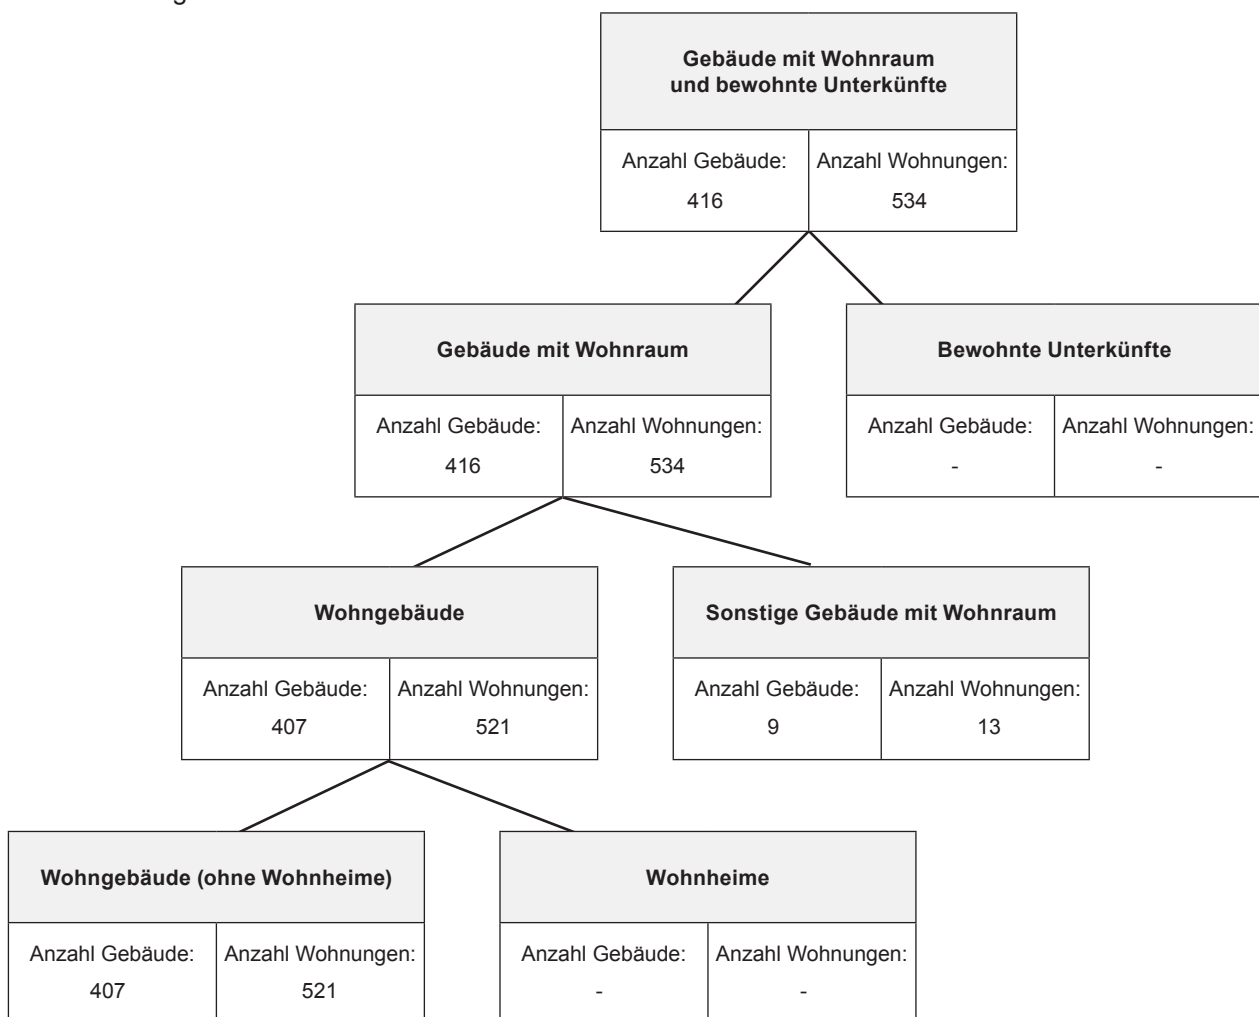 Gebäude mit Wohnraum
und bewohnte Unterkünfte
Anzahl Gebäude: Anzahl Wohnungen:
416 534
Gebäude mit Wohnraum
Bewohnte Unterkünfte
Anzahl Gebäude: Anzahl Wohnungen:
416 534
Anzahl Gebäude: Anzahl Wohnungen:
- -
Wohngebäude
Sonstige Gebäude mit Wohnraum
Anzahl Gebäude: Anzahl Wohnungen:
407 521
Anzahl Gebäude: Anzahl Wohnungen:
9 13
Wohngebäude (ohne Wohnheime)
Wohnheime
Anzahl Gebäude: Anzahl Wohnungen:
407 521
Anzahl Gebäude: Anzahl Wohnungen:
- -